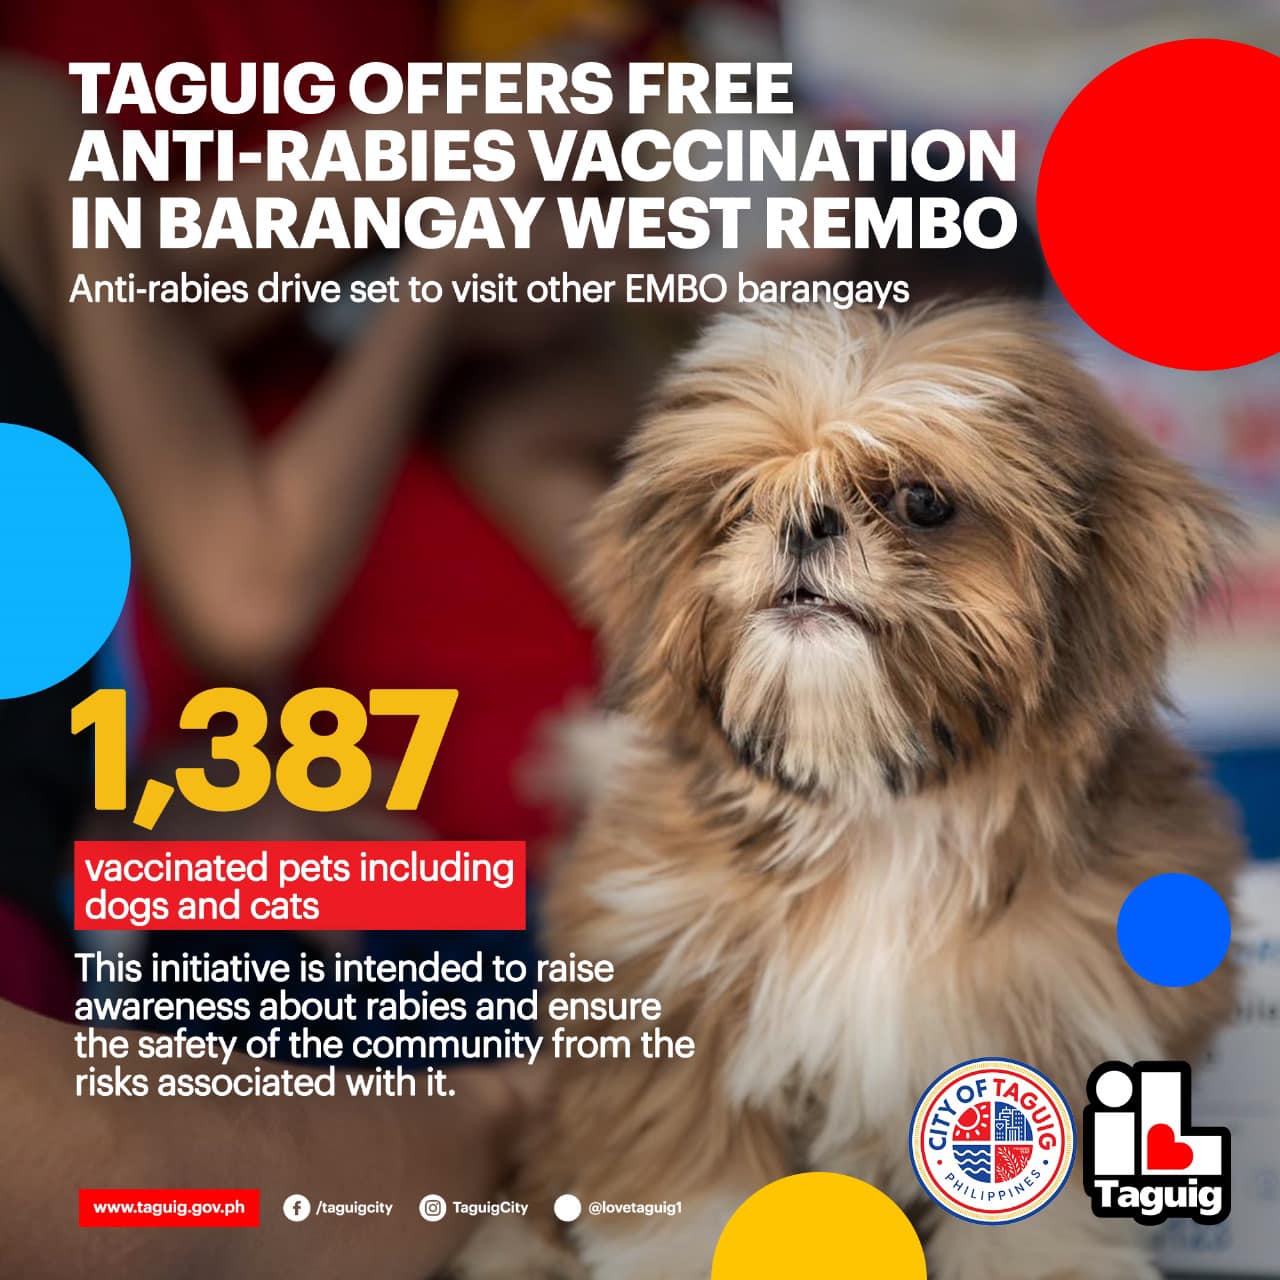 TAGUIG OFFERS FREE
ANTI-RABIES VACCINATION
IN BARANGAY WEST REMBO
Anti-rabies drive set to visit other EMBO barangays
1,387
vaccinated pets including
dogs and cats
This initiative is intended to raise
awareness about rabies and ensure
the safety of the community from the
risks associated with it.
CITY OF TAGUIG
PHILIPPINES
iL
Taguig
www.taguig.gov.ph
/taguigcity
TaguigCity
@lovetaguig1